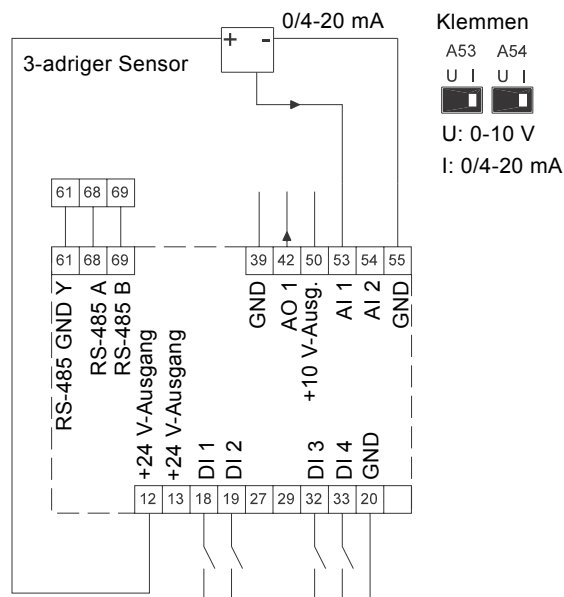 0/4-20 mA
3-adriger Sensor
+ -
Klemmen
A53 A54
U I U I
U: 0-10 V
I: 0/4-20 mA
61 68 69
61 68 69
39 42 50 53 54 55
RS-485 GND Y
RS-485 A
RS-485 B
GND
AO 1
+10 V-Ausg.
AI 1
AI 2
GND
+24 V-Ausgang
+24 V-Ausgang
DI 1
DI 2
DI 3
DI 4
GND
12 13 18 19 27 29 32 33 20